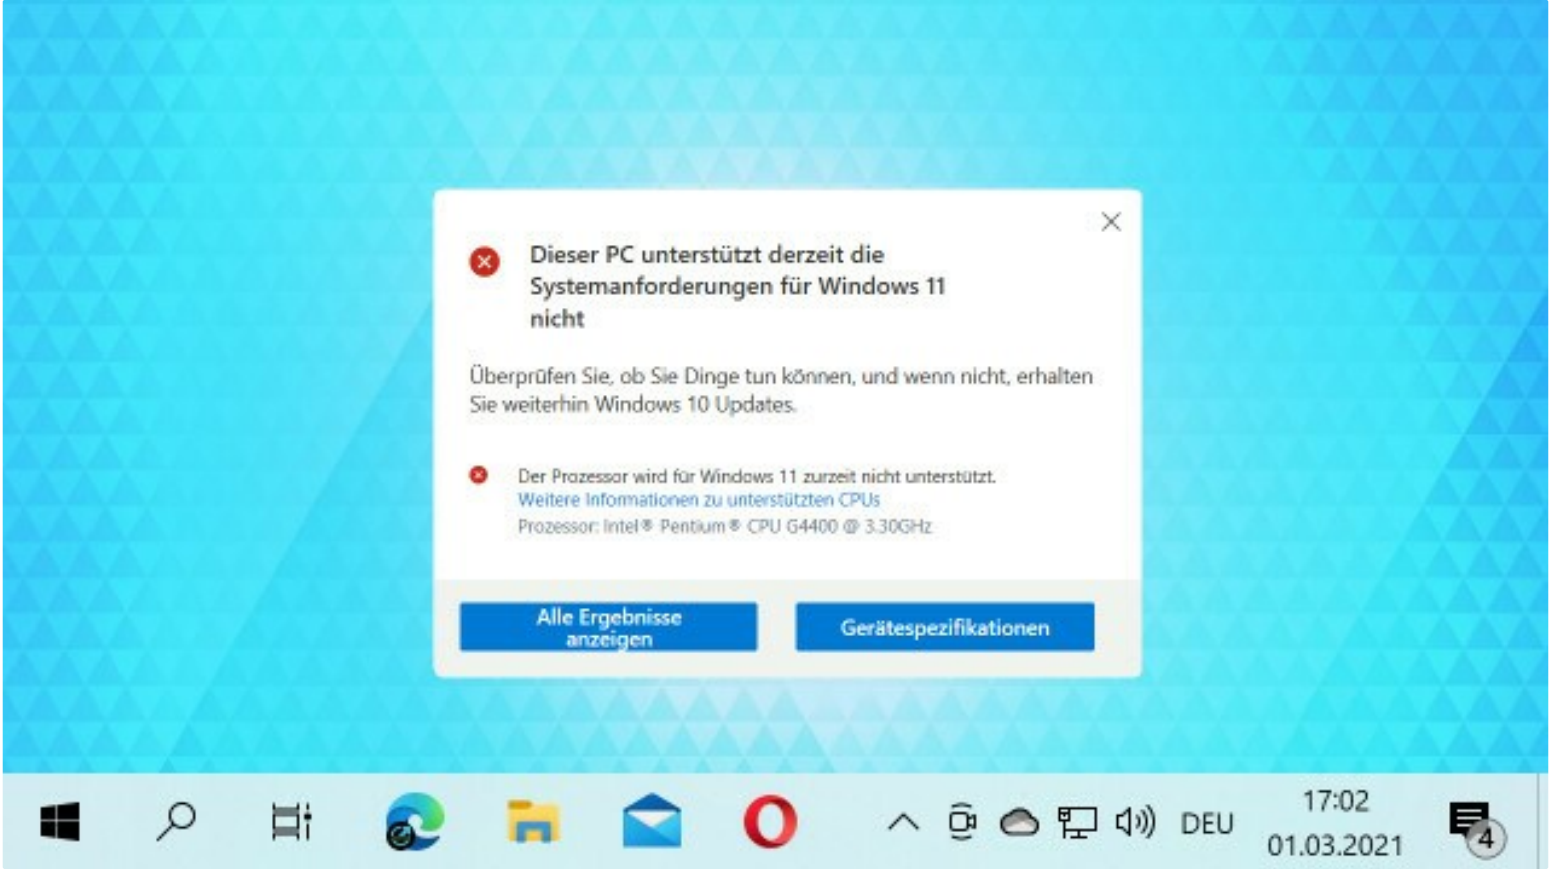 Dieser PC unterstützt derzeit die
Systemanforderungen für Windows 11
nicht
Überprüfen Sie, ob Sie Dinge tun können, und wenn nicht, erhalten
Sie weiterhin Windows 10 Updates.
Der Prozessor wird für Windows 11 zurzeit nicht unterstützt.
Weitere Informationen zu unterstützten CPUs
Prozessor: Intel® Pentium® CPU G4400 @ 3.30GHz
Alle Ergebnisse
anzeigen
Gerätespezifikationen
DEU
17:02
01.03.2021
4